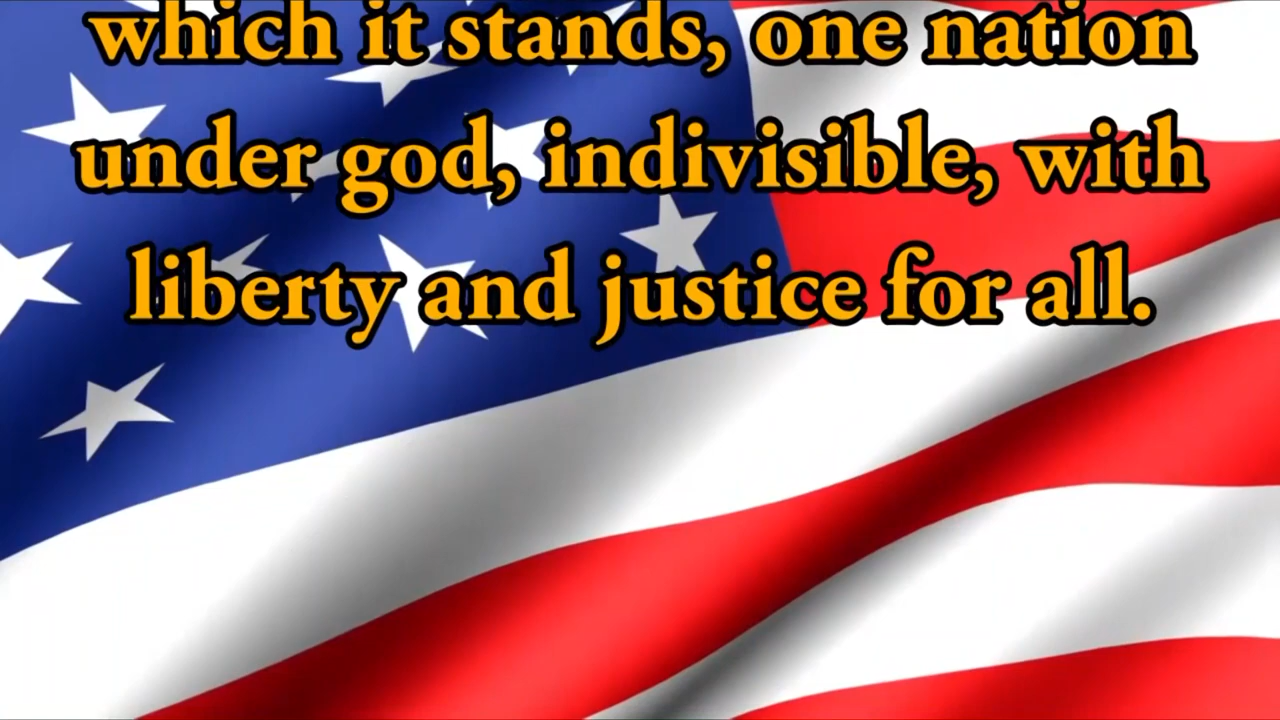 which it stands, one nation
under god, indivisible, with
liberty and justice for all.